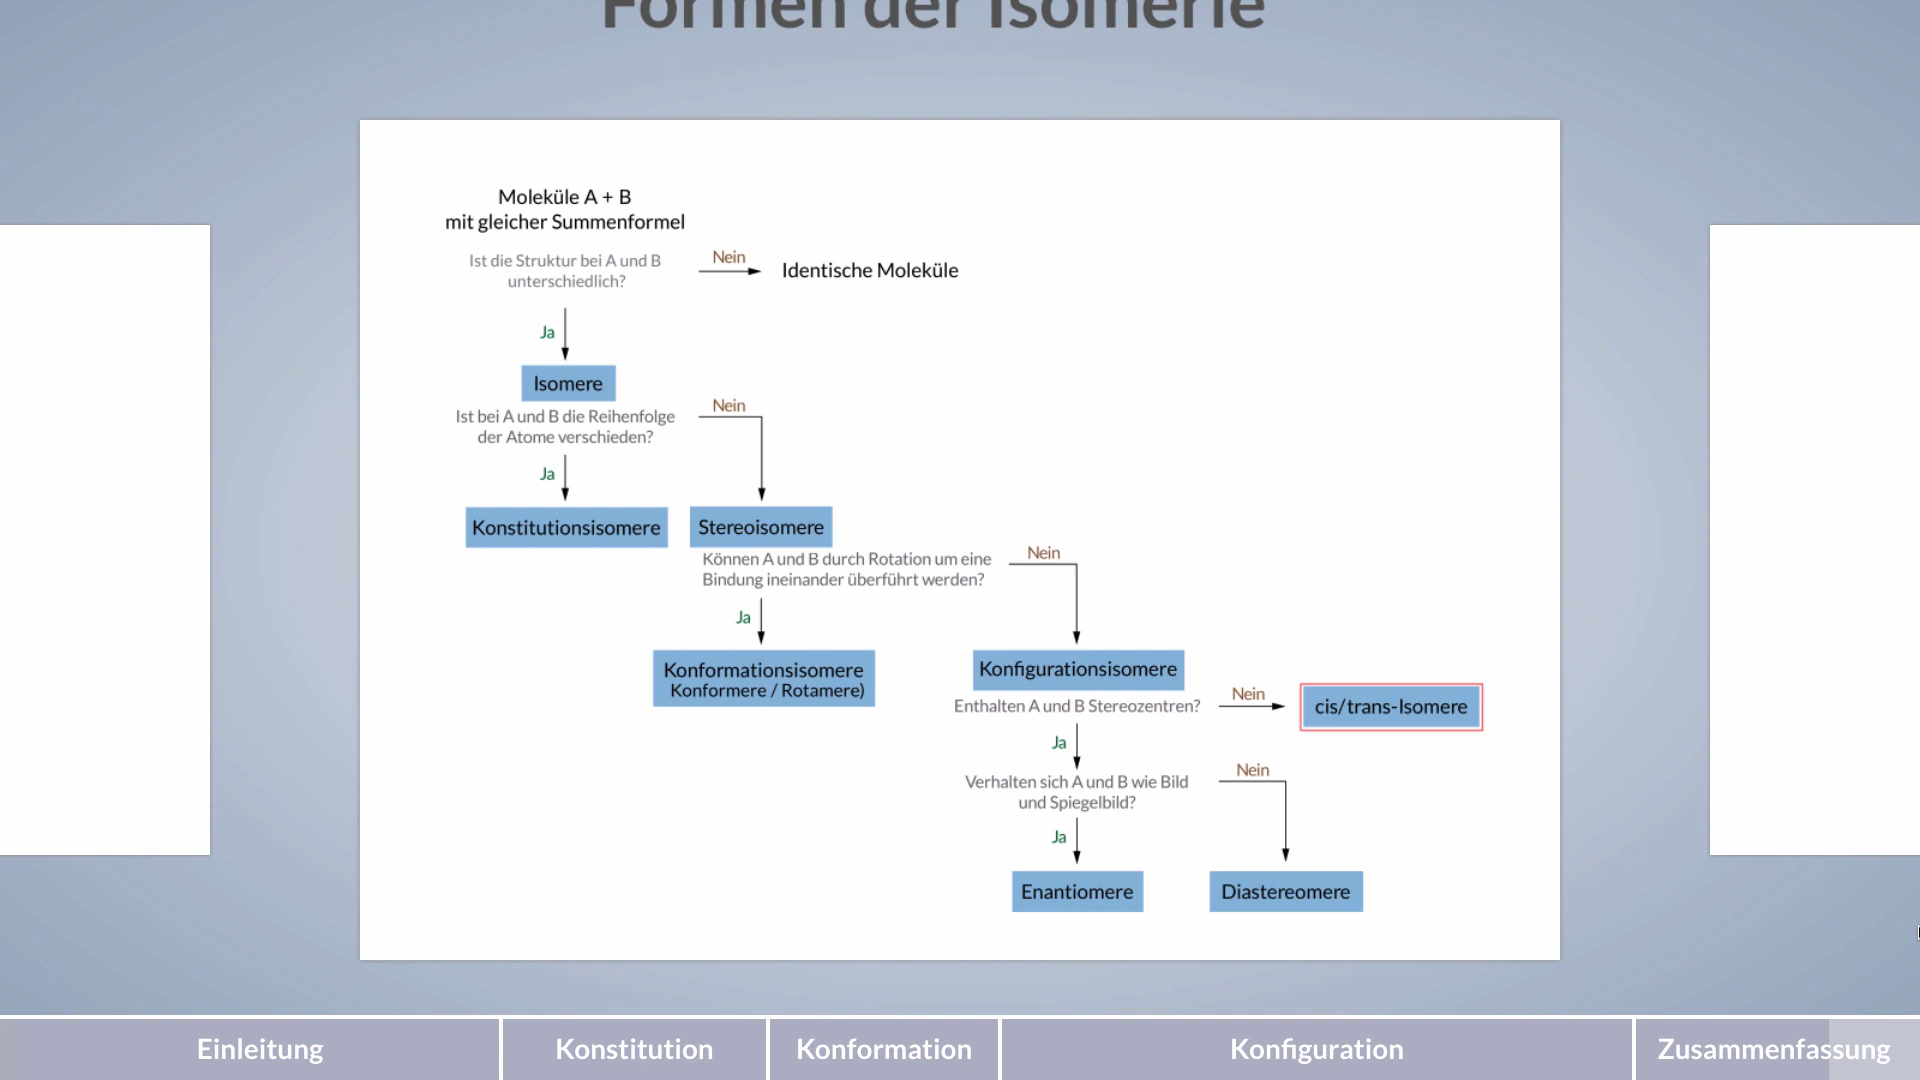 Formen der Isomerie
Moleküle A + B
mit gleicher Summenformel
Ist die Struktur bei A und B
unterschiedlich?
Nein
Identische Moleküle
Ja
Isomere
Ist bei A und B die Reihenfolge
der Atome verschieden?
Nein
Ja
Konstitutionsisomere
Stereoisomere
Können A und B durch Rotation um eine
Bindung ineinander überführt werden?
Nein
Ja
Konformationsisomere
Konformere / Rotamere)
Konfigurationsisomere
Enthalten A und B Stereozentren?
Nein
cis/trans-Isomere
Ja
Verhalten sich A und B wie Bild
und Spiegelbild?
Nein
Ja
Enantiomere
Diastereomere
Einleitung
Konstitution
Konformation
Konfiguration
Zusammenfassung